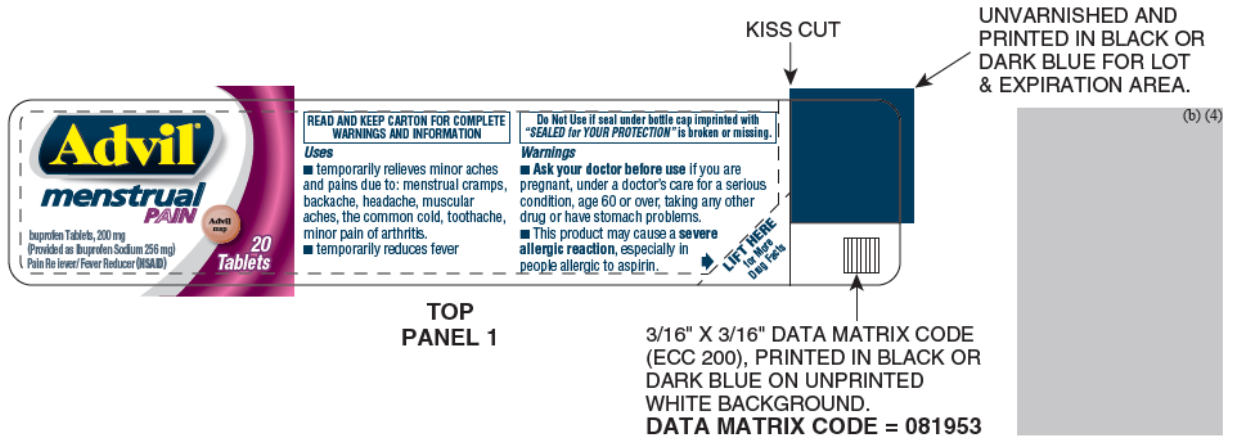 KISS CUT
UNVARNISHED AND
PRINTED IN BLACK OR
DARK BLUE FOR LOT
& EXPIRATION AREA.
(b) (4)
Advil®
menstrual
PAIN
Advil
msp
Ibuprofen Tablets, 200 mg
(Provided as Ibuprofen Sodium 256 mg)
Pain Re iever/Fever Reducer (NSAID)
20
Tablets
READ AND KEEP CARTON FOR COMPLETE
WARNINGS AND INFORMATION
Uses
■ temporarily relieves minor aches
and pains due to: menstrual cramps,
backache, headache, muscular
aches, the common cold, toothache,
minor pain of arthritis.
■ temporarily reduces fever
Do Not Use if seal under bottle cap imprinted with
"SEALED for YOUR PROTECTION" is broken or missing.
Warnings
■ Ask your doctor before use if you are
pregnant, under a doctor's care for a serious
condition, age 60 or over, taking any other
drug or have stomach problems.
■ This product may cause a severe
allergic reaction, especially in
people allergic to aspirin.
LIFT HERE
for More
Drug Facts
TOP
PANEL 1
3/16" X 3/16" DATA MATRIX CODE
(ECC 200), PRINTED IN BLACK OR
DARK BLUE ON UNPRINTED
WHITE BACKGROUND.
DATA MATRIX CODE = 081953